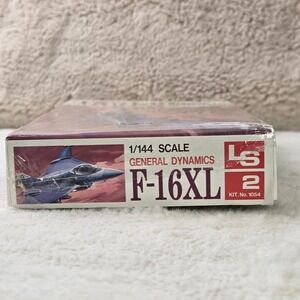 1/144 SCALE
GENERAL DYNAMICS
F-16XL
LS
2
KIT. No. 1054